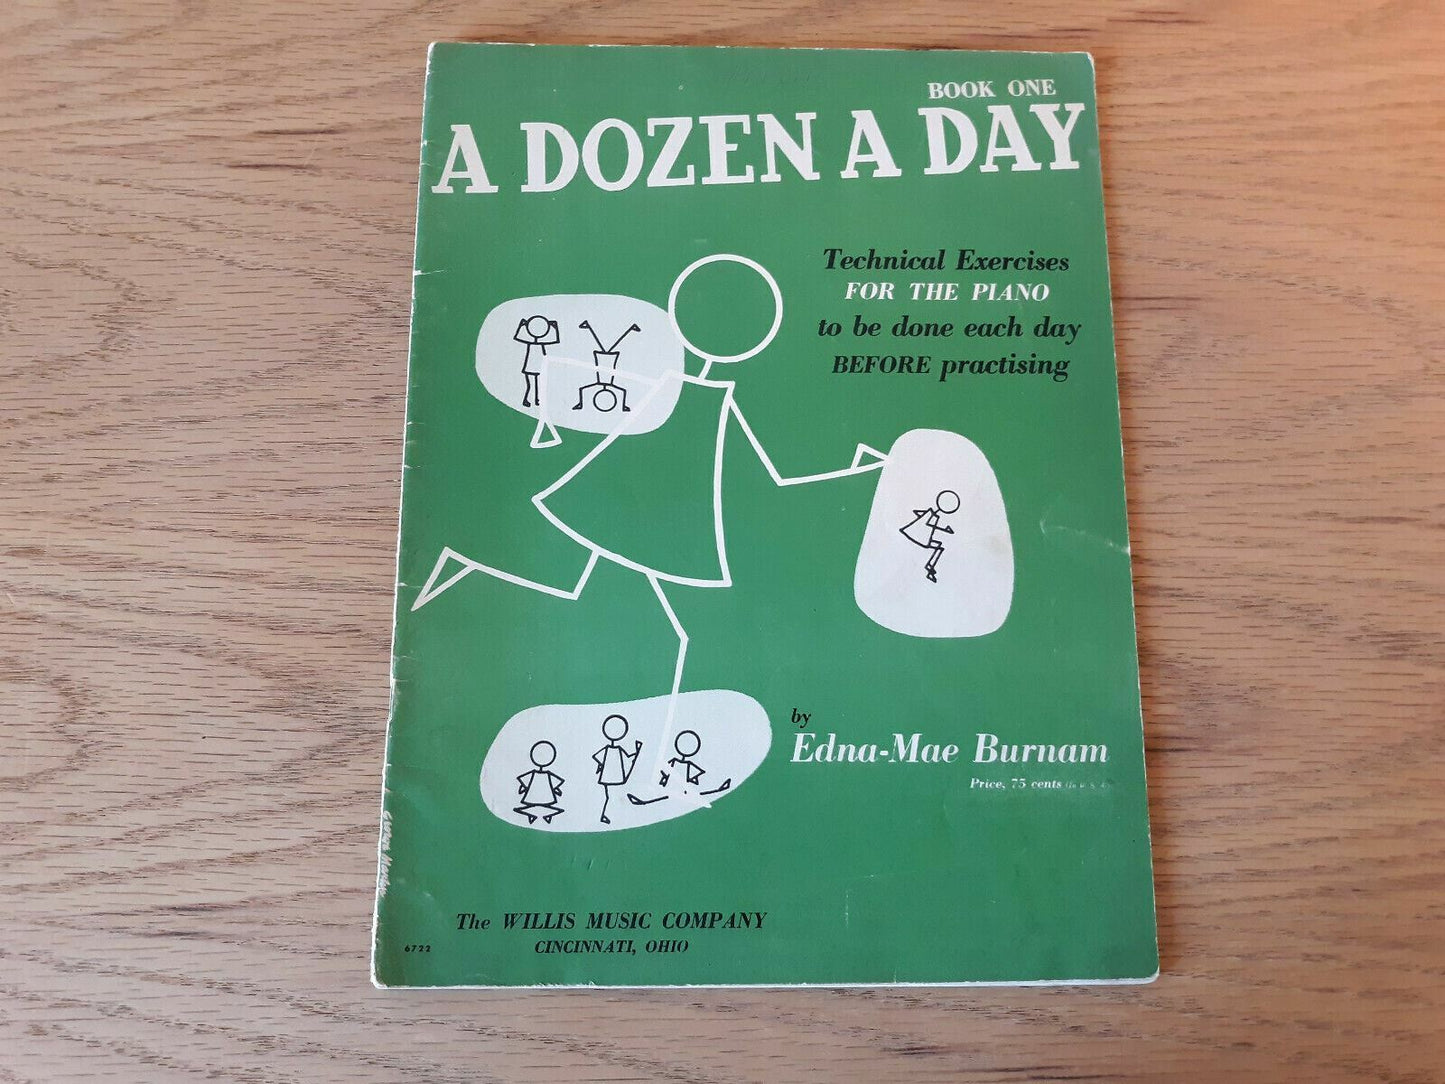 BOOK ONE
A DOZEN A DAY
Technical Exercises
FOR THE PIANO
to be done each day
BEFORE practising
by
Edna-Mae Burnam
Price, 75 cents
The WILLIS MUSIC COMPANY
CINCINNATI, OHIO
6722